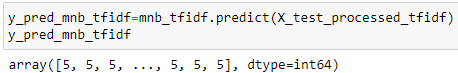 y_pred_mnb_tfidf=mnb_tfidf.predict(X_test_processed_tfidf)
y_pred_mnb_tfidf
array([5, 5, 5, ..., 5, 5, 5], dtype=int64)